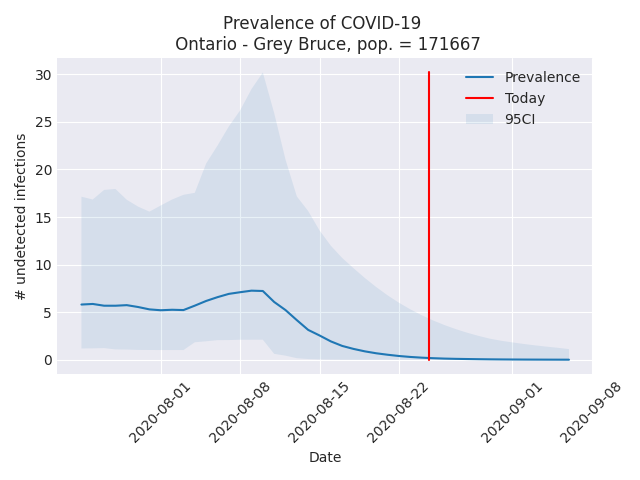 Prevalence of COVID-19
Ontario - Grey Bruce, pop. = 171667
# undetected infections
30
25
20
15
10
5
0
Prevalence
Today
95CI
2020-08-01
2020-08-08
2020-08-15
2020-08-22
2020-09-01
2020-09-08
Date